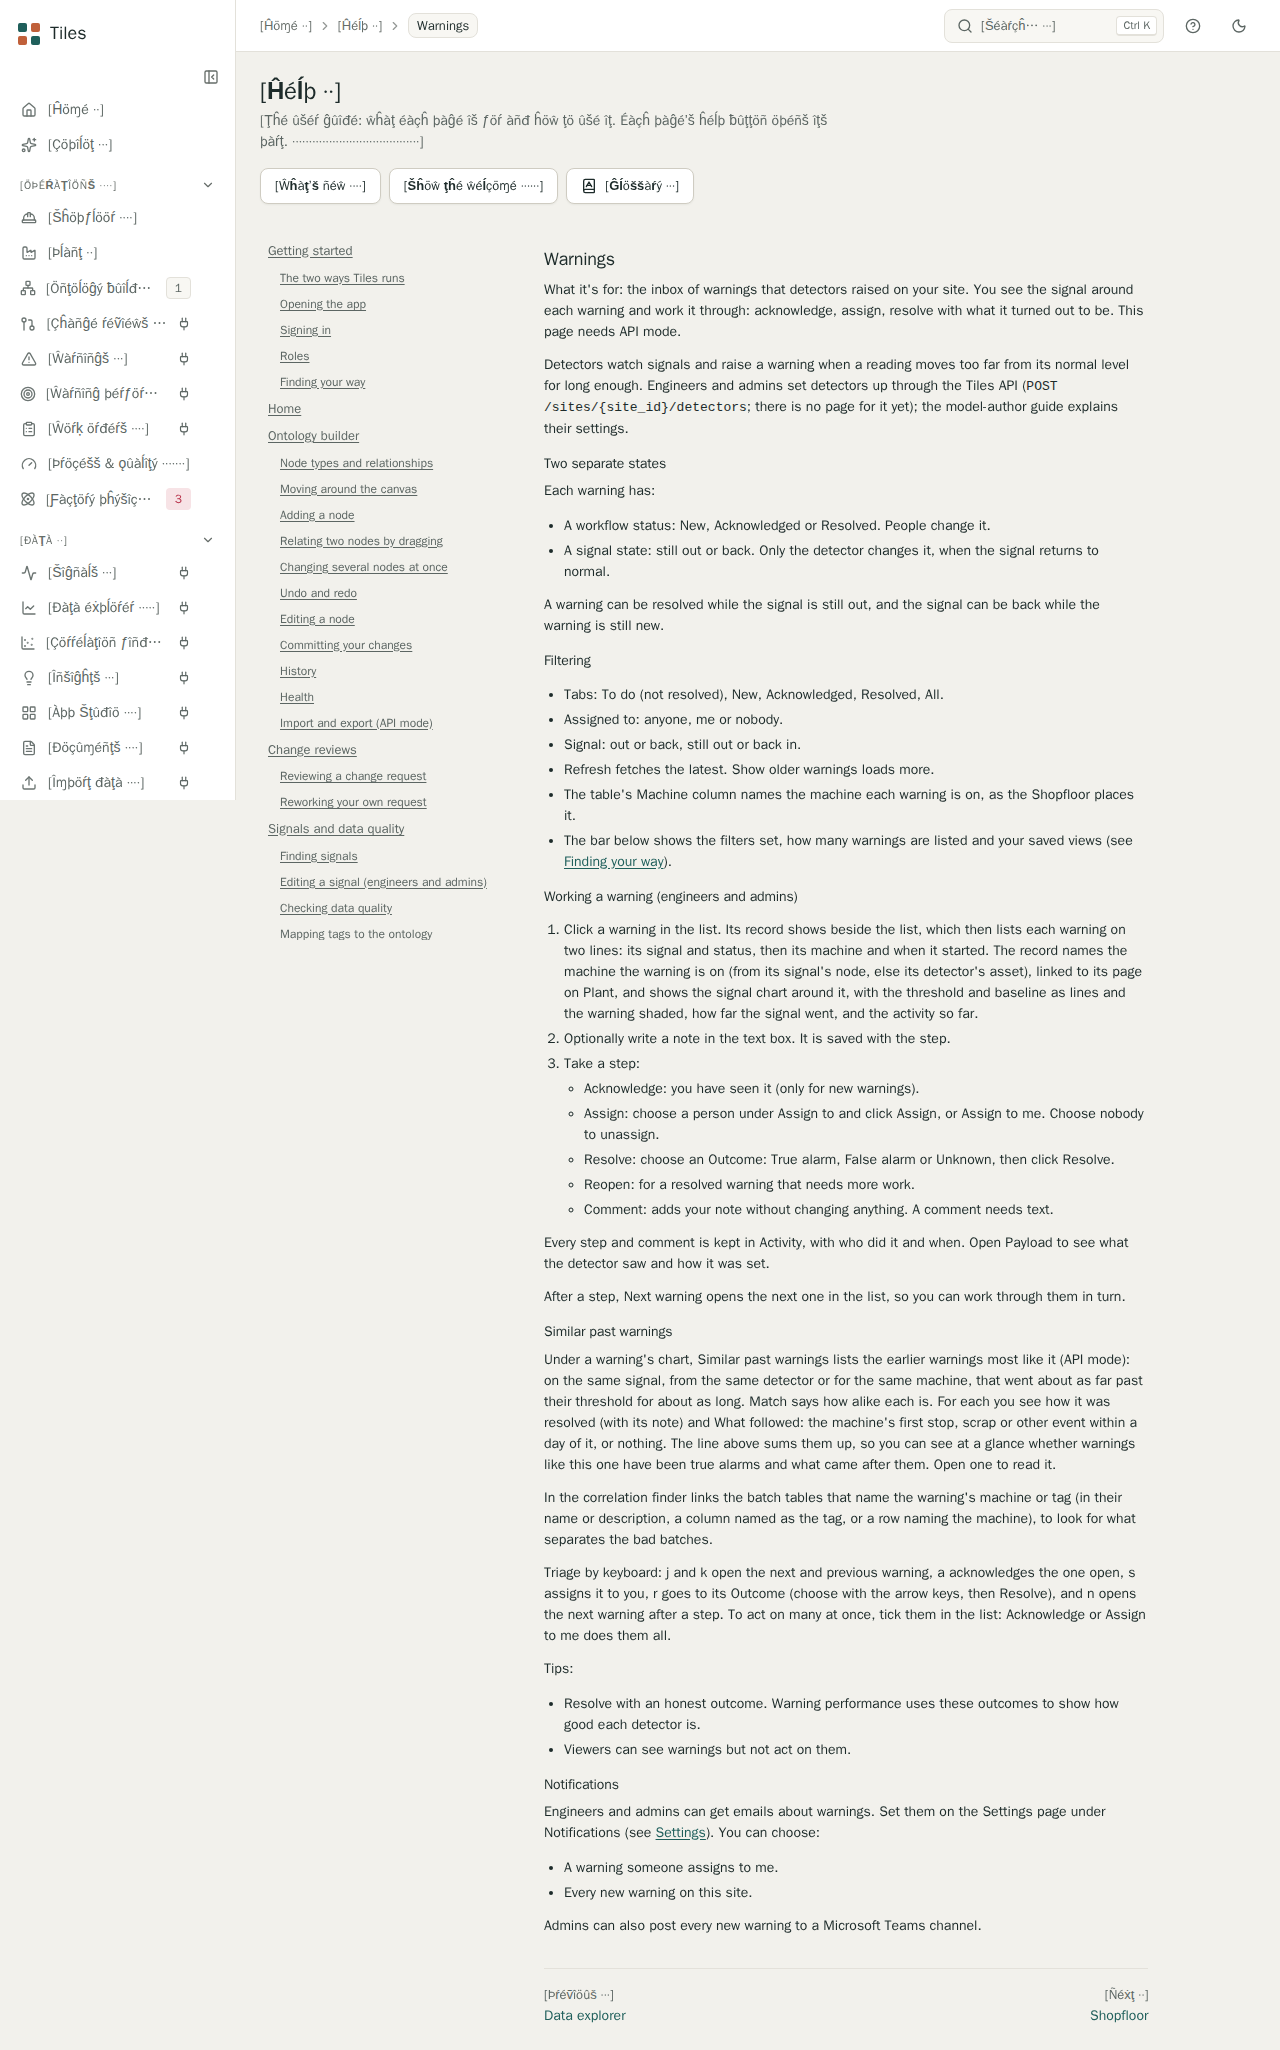 Tiles
[Ĥöɱé ··]
[Çöþîĺöţ ···]
[ÖÞÉŔÀŢÎÖÑŠ ····]
[Šĥöþƒĺööŕ ····]
[Þĺàñţ ··]
[Öñţöĺöĝý ƀûîĺđ··· 1
[Çĥàñĝé ŕéṽîéŵš ···
[Ŵàŕñîñĝš ···]
[Ŵàŕñîñĝ þéŕƒöŕ···
[Ŵöŕķ öŕđéŕš ····]
[Þŕöçéšš & ǫûàĺîţý ·······]
[Ƒàçţöŕý þĥýšîç··· 3
[ÐÀŢÀ ··]
[Šîĝñàĺš ···]
[Ðàţà éẋþĺöŕéŕ ·····]
[Çöŕŕéĺàţîöñ ƒîñđ···
[Îñšîĝĥţš ···]
[Àþþ Šţûđîö ····]
[Ðöçûɱéñţš ····]
[Îɱþöŕţ đàţà ····]
[Ĥöɱé ··] > [Ĥéĺþ ··] > Warnings
[Šéàŕçĥ··· ···] Ctrl K
[Ĥéĺþ ··]
[Ţĥé ûšéŕ ĝûîđé: ŵĥàţ éàçĥ þàĝé îš ƒöŕ àñđ ĥöŵ ţö ûšé îţ. Éàçĥ þàĝé'š ĥéĺþ ƀûţţöñ öþéñš îţš
þàŕţ. ······································]
[Ŵĥàţ'š ñéŵ ····]
[Šĥöŵ ţĥé ŵéĺçöɱé ······]
[Ĝĺöššàŕý ···]
Getting started
The two ways Tiles runs
Opening the app
Signing in
Roles
Finding your way
Home
Ontology builder
Node types and relationships
Moving around the canvas
Adding a node
Relating two nodes by dragging
Changing several nodes at once
Undo and redo
Editing a node
Committing your changes
History
Health
Import and export (API mode)
Change reviews
Reviewing a change request
Reworking your own request
Signals and data quality
Finding signals
Editing a signal (engineers and admins)
Checking data quality
Mapping tags to the ontology
Warnings
What it's for: the inbox of warnings that detectors raised on your site. You see the signal around
each warning and work it through: acknowledge, assign, resolve with what it turned out to be. This
page needs API mode.
Detectors watch signals and raise a warning when a reading moves too far from its normal level
for long enough. Engineers and admins set detectors up through the Tiles API (POST
/sites/{site_id}/detectors; there is no page for it yet); the model-author guide explains
their settings.
Two separate states
Each warning has:
• A workflow status: New, Acknowledged or Resolved. People change it.
• A signal state: still out or back. Only the detector changes it, when the signal returns to
normal.
A warning can be resolved while the signal is still out, and the signal can be back while the
warning is still new.
Filtering
• Tabs: To do (not resolved), New, Acknowledged, Resolved, All.
• Assigned to: anyone, me or nobody.
• Signal: out or back, still out or back in.
• Refresh fetches the latest. Show older warnings loads more.
• The table's Machine column names the machine each warning is on, as the Shopfloor places
it.
• The bar below shows the filters set, how many warnings are listed and your saved views (see
Finding your way).
Working a warning (engineers and admins)
1. Click a warning in the list. Its record shows beside the list, which then lists each warning on
two lines: its signal and status, then its machine and when it started. The record names the
machine the warning is on (from its signal's node, else its detector's asset), linked to its page
on Plant, and shows the signal chart around it, with the threshold and baseline as lines and
the warning shaded, how far the signal went, and the activity so far.
2. Optionally write a note in the text box. It is saved with the step.
3. Take a step:
◦ Acknowledge: you have seen it (only for new warnings).
◦ Assign: choose a person under Assign to and click Assign, or Assign to me. Choose nobody
to unassign.
◦ Resolve: choose an Outcome: True alarm, False alarm or Unknown, then click Resolve.
◦ Reopen: for a resolved warning that needs more work.
◦ Comment: adds your note without changing anything. A comment needs text.
Every step and comment is kept in Activity, with who did it and when. Open Payload to see what
the detector saw and how it was set.
After a step, Next warning opens the next one in the list, so you can work through them in turn.
Similar past warnings
Under a warning's chart, Similar past warnings lists the earlier warnings most like it (API mode):
on the same signal, from the same detector or for the same machine, that went about as far past
their threshold for about as long. Match says how alike each is. For each you see how it was
resolved (with its note) and What followed: the machine's first stop, scrap or other event within a
day of it, or nothing. The line above sums them up, so you can see at a glance whether warnings
like this one have been true alarms and what came after them. Open one to read it.
In the correlation finder links the batch tables that name the warning's machine or tag (in their
name or description, a column named as the tag, or a row naming the machine), to look for what
separates the bad batches.
Triage by keyboard: j and k open the next and previous warning, a acknowledges the one open, s
assigns it to you, r goes to its Outcome (choose with the arrow keys, then Resolve), and n opens
the next warning after a step. To act on many at once, tick them in the list: Acknowledge or Assign
to me does them all.
Tips:
• Resolve with an honest outcome. Warning performance uses these outcomes to show how
good each detector is.
• Viewers can see warnings but not act on them.
Notifications
Engineers and admins can get emails about warnings. Set them on the Settings page under
Notifications (see Settings). You can choose:
• A warning someone assigns to me.
• Every new warning on this site.
Admins can also post every new warning to a Microsoft Teams channel.
[Þŕéṽîöûš ···]
Data explorer
[Ñéẋţ ··]
Shopfloor